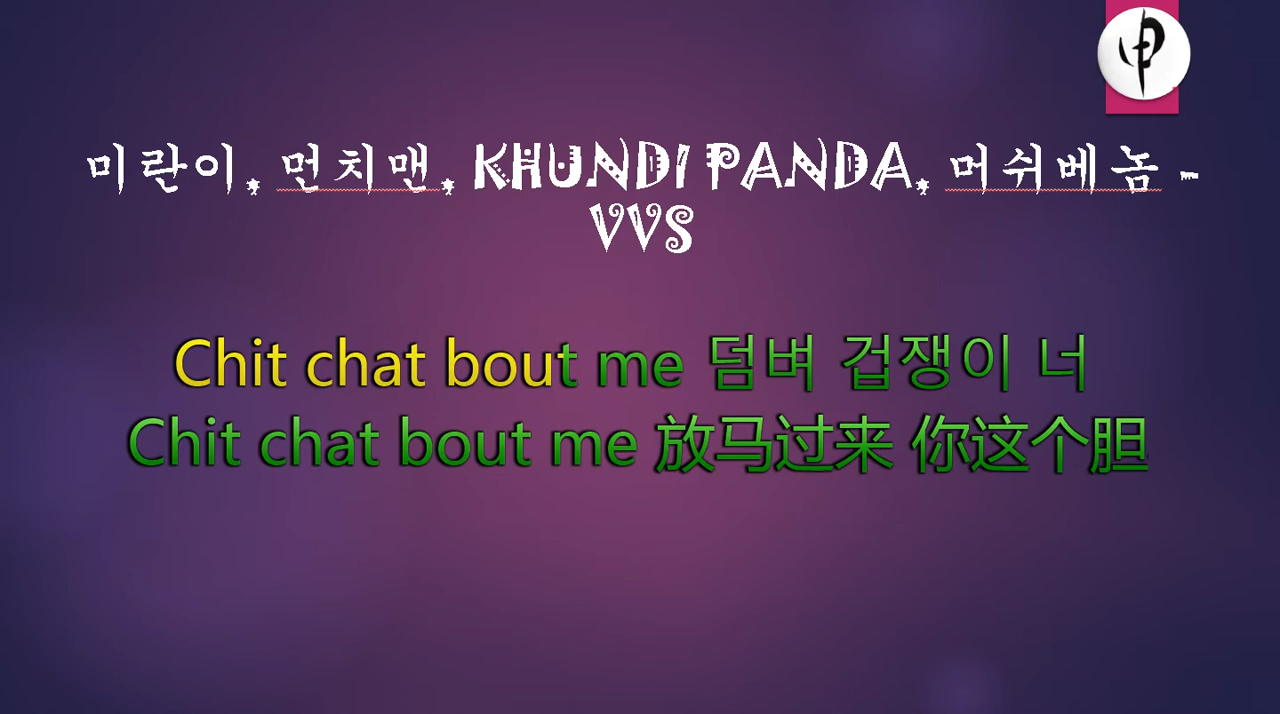 미란이, 먼치맨, KHUNDI PANDA, 머쉬베놈 -
VVS
Chit chat bout me 덤벼 겁쟁이 너
Chit chat bout me 放马过来 你这个胆